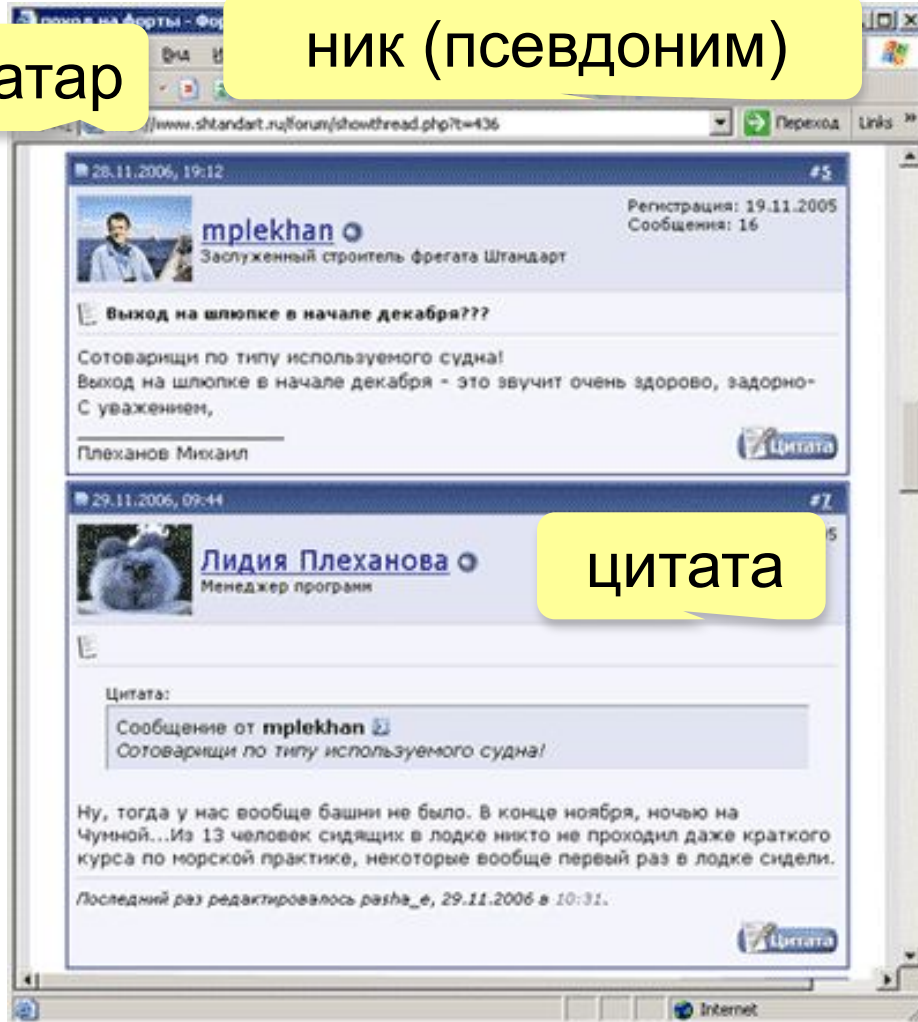 поход на Форты - Фор
ник (псевдоним)
атар
Вид
//www.shtandart.ru/forum/showthread.php?t=436
Переход Links »
28.11.2006, 19:12 #5
mplekhan
Заслуженный строитель фрегата Штандарт
Регистрация: 19.11.2005
Сообщения: 16
Выход на шлюпке в начале декабря???
Сотоварищи по типу используемого судна!
Выход на шлюпке в начале декабря - это звучит очень здорово, задорно-
С уважением,
Плеханов Михаил
Цитата
29.11.2006, 09:44 #7
Лидия Плеханова
Менеджер программ
цитата
Цитата:
Сообщение от mplekhan
Сотоварищи по типу используемого судна!
Ну, тогда у нас вообще башни не было. В конце ноября, ночью на
Чумной...Из 13 человек сидящих в лодке никто не проходил даже краткого
курса по морской практике, некоторые вообще первый раз в лодке сидели.
Последний раз редактировалось pasha_e, 29.11.2006 в 10:31.
Цитата
Internet